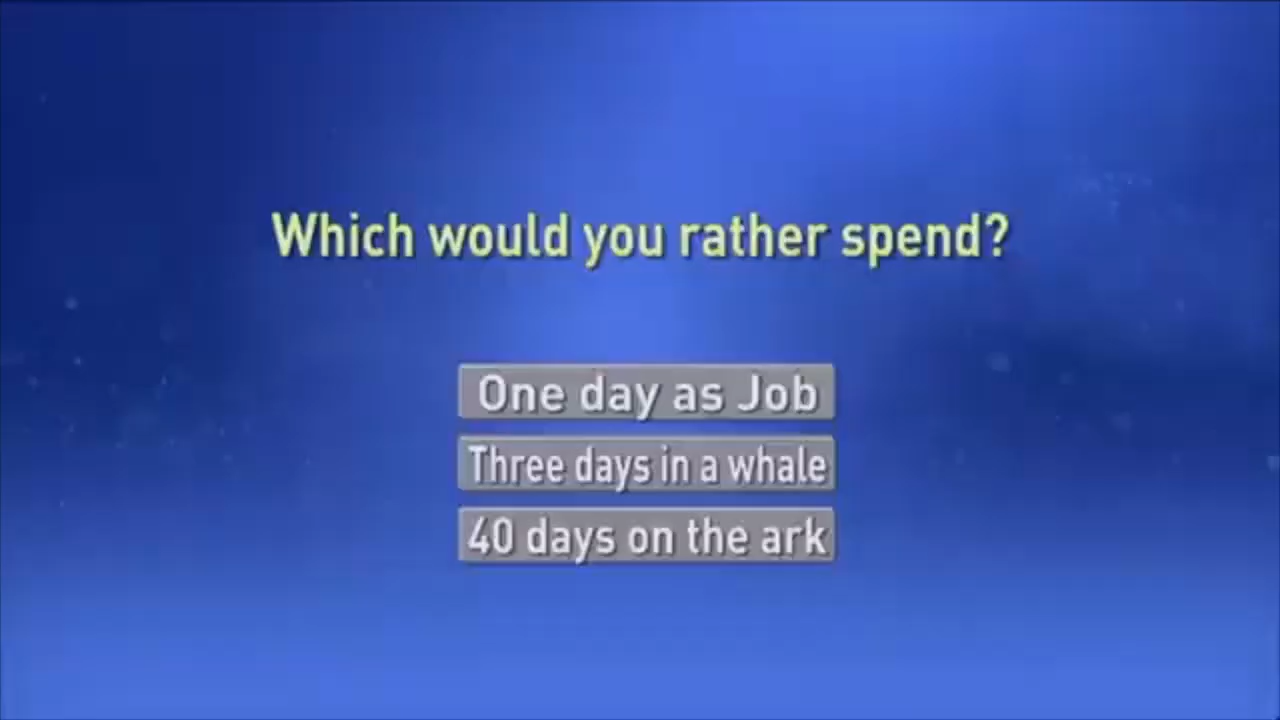 Which would you rather spend?
One day as Job
Three days in a whale
40 days on the ark